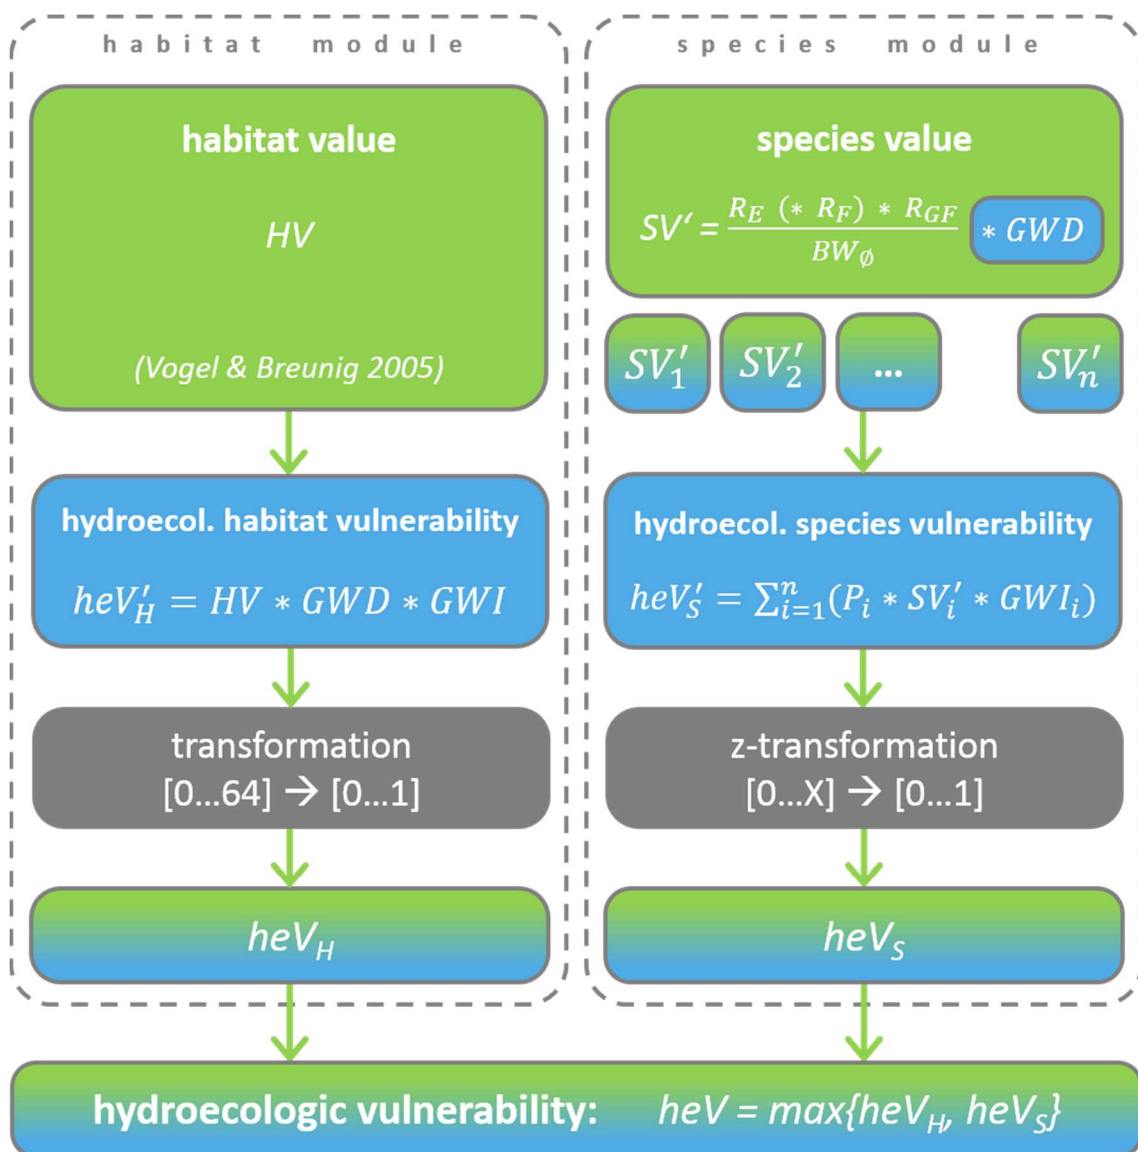 habitat module
habitat value
HV
(Vogel & Breunig 2005)
hydroecol. habitat vulnerability
heV′_H = HV * GWD * GWI
transformation
[0...64] → [0...1]
heV_H
species module
species value
SV‘ = R_E (* R_F) * R_GF / BW_∅ * GWD
SV′_1 SV′_2 ... SV′_n
hydroecol. species vulnerability
heV′_S = ∑_{i=1}^{n}(P_i * SV′_i * GWI_i)
z-transformation
[0...X] → [0...1]
heV_S
hydroecologic vulnerability: heV = max{heV_H, heV_S}